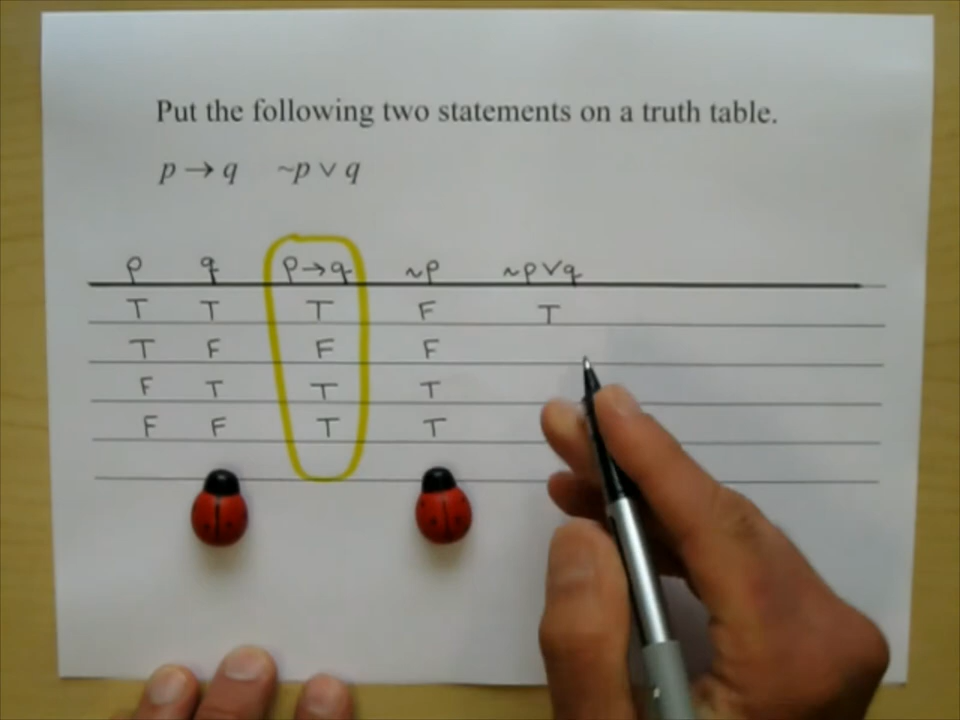 Put the following two statements on a truth table.
p → q ~p ∨ q
p q p→q ~p ~p∨q
T T T F T
T F F F
F T T T
F F T T